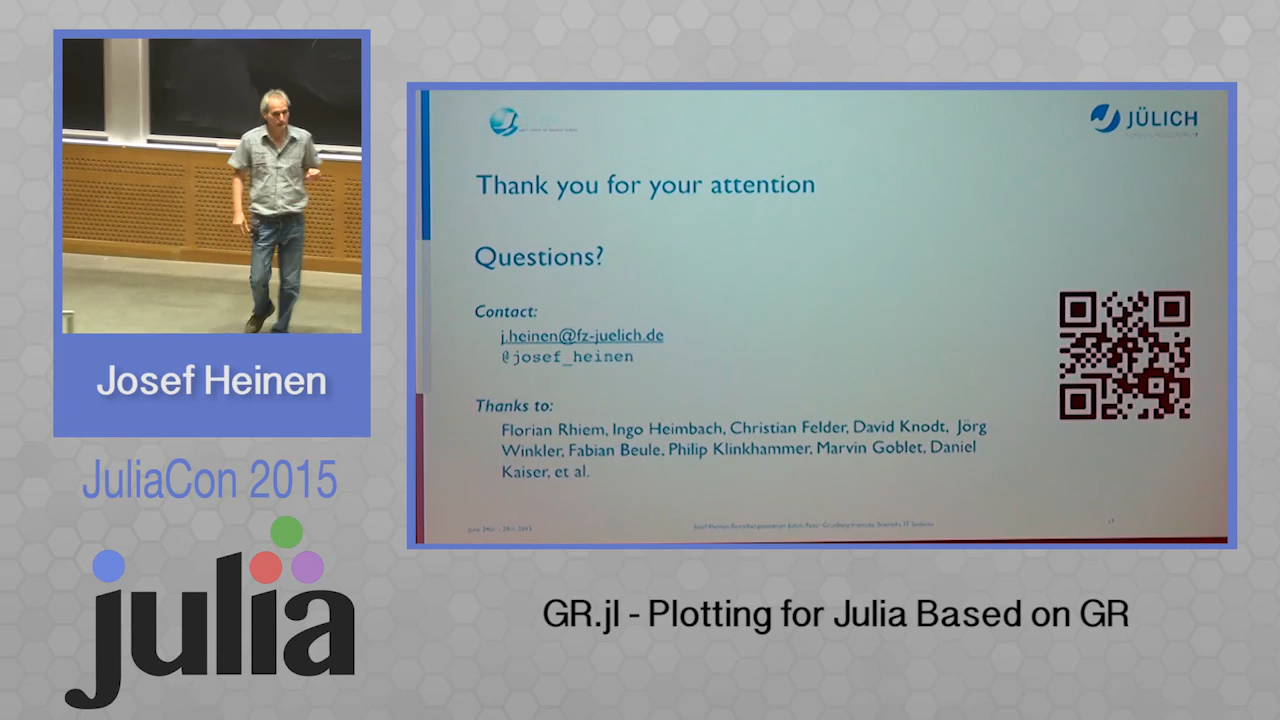 Josef Heinen
JuliaCon 2015
julia
JÜLICH
Thank you for your attention
Questions?
Contact:
j.heinen@fz-juelich.de
@josef_heinen
Thanks to:
Florian Rhiem, Ingo Heimbach, Christian Felder, David Knodt, Jörg
Winkler, Fabian Beule, Philip Klinkhammer, Marvin Goblet, Daniel
Kaiser, et al.
17
GR.jl - Plotting for Julia Based on GR